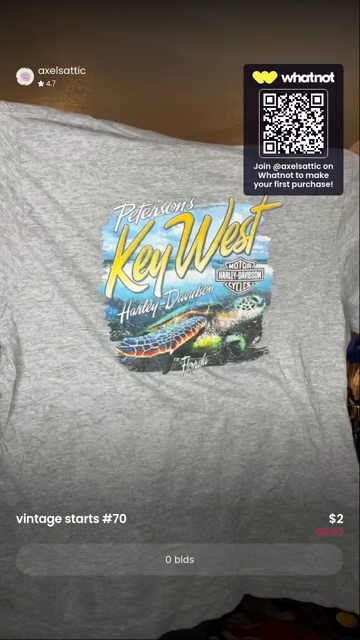 axelsattic
4.7
whatnot
Join @axelsattic on
Whatnot to make
your first purchase!
Peterson's
Key West
MOTOR
HARLEY-DAVIDSON
CYCLES
Harley-Davidson
Florida
vintage starts #70
$2
0 bids